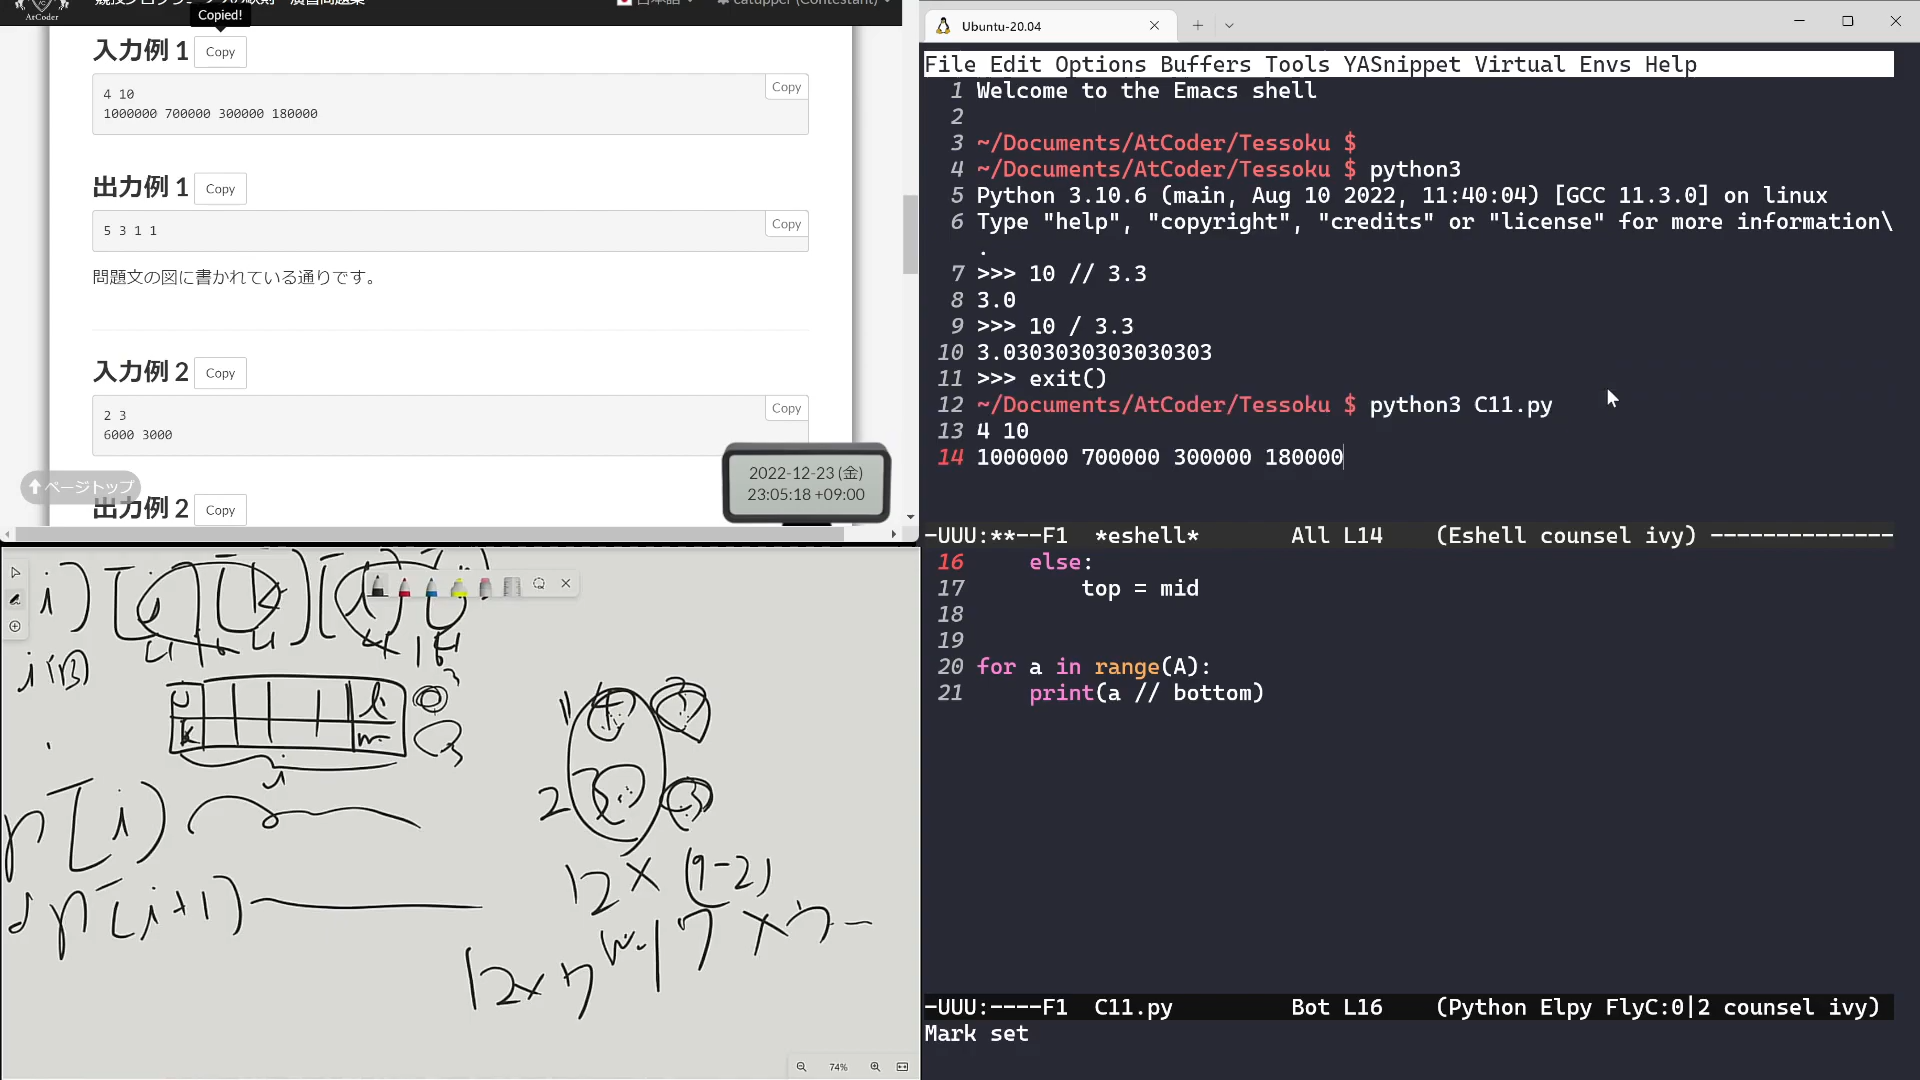 AtCoder
Copied!
入力例 1 Copy
Copy
4 10
1000000 700000 300000 180000
出力例 1 Copy
Copy
5 3 1 1
問題文の図に書かれている通りです。
入力例 2 Copy
Copy
2 3
6000 3000
ページトップ
出力例 2 Copy
2022-12-23 (金)
23:05:18 +09:00
74%
12 × (9-2)
Ubuntu-20.04
File Edit Options Buffers Tools YASnippet Virtual Envs Help
1 Welcome to the Emacs shell
2
3 ~/Documents/AtCoder/Tessoku $
4 ~/Documents/AtCoder/Tessoku $ python3
5 Python 3.10.6 (main, Aug 10 2022, 11:40:04) [GCC 11.3.0] on linux
6 Type "help", "copyright", "credits" or "license" for more information\
.
7 >>> 10 // 3.3
8 3.0
9 >>> 10 / 3.3
10 3.0303030303030303
11 >>> exit()
12 ~/Documents/AtCoder/Tessoku $ python3 C11.py
13 4 10
14 1000000 700000 300000 180000
-UUU:**--F1 *eshell* All L14 (Eshell counsel ivy) --------------
16 else:
17 top = mid
18
19
20 for a in range(A):
21 print(a // bottom)
-UUU:----F1 C11.py Bot L16 (Python Elpy FlyC:0|2 counsel ivy)
Mark set